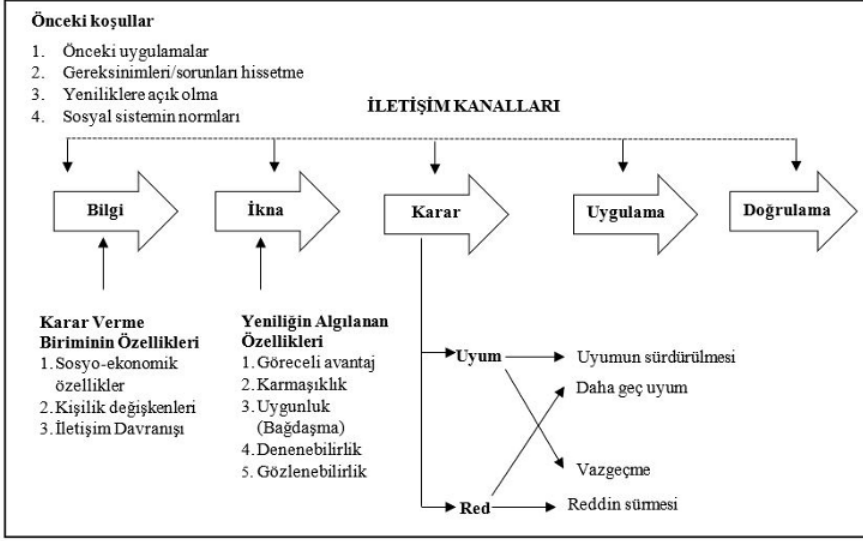 Önceki koşullar
1. Önceki uygulamalar
2. Gereksinimleri/sorunları hissetme
3. Yeniliklere açık olma
4. Sosyal sistemin normları
İLETİŞİM KANALLARI
Bilgi
İkna
Karar
Uygulama
Doğrulama
Karar Verme
Biriminin Özellikleri
1. Sosyo-ekonomik
özellikler
2. Kişilik değişkenleri
3. İletişim Davranışı
Yeniliğin Algılanan
Özellikleri
1. Göreceli avantaj
2. Karmaşıklık
3. Uygunluk
(Bağdaşma)
4. Denenebilirlik
5. Gözlenebilirlik
Uyum
Uyumun sürdürülmesi
Daha geç uyum
Vazgeçme
Red
Reddin sürmesi